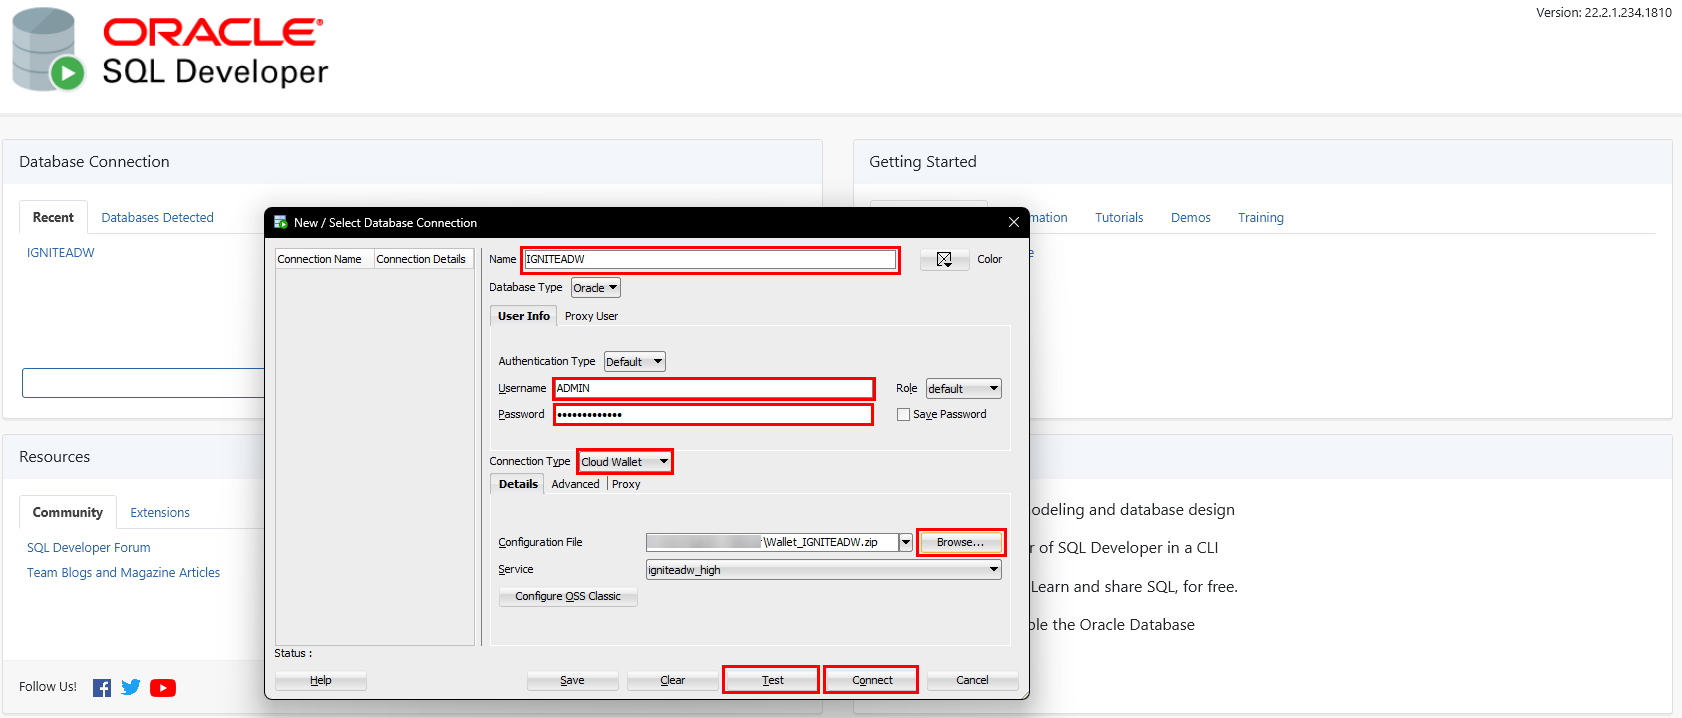 ORACLE
SQL Developer
Version: 22.2.1.234.1810
Database Connection
Recent
Databases Detected
IGNITEADW
Getting Started
Tutorials
Demos
Training
New / Select Database Connection
Connection Name
Connection Details
Name
IGNITEADW
Color
Database Type
Oracle
User Info
Proxy User
Authentication Type
Default
Username
ADMIN
Role
default
Password
•••••••••••••
Save Password
Connection Type
Cloud Wallet
Details
Advanced
Proxy
Configuration File
\Wallet_IGNITEADW.zip
Browse...
Service
igniteadw_high
Configure OSS Classic
Status :
Help
Save
Clear
Test
Connect
Cancel
Resources
Community
Extensions
SQL Developer Forum
Team Blogs and Magazine Articles
Follow Us!
and database design
of SQL Developer in a CLI
Learn and share SQL, for free.
the Oracle Database